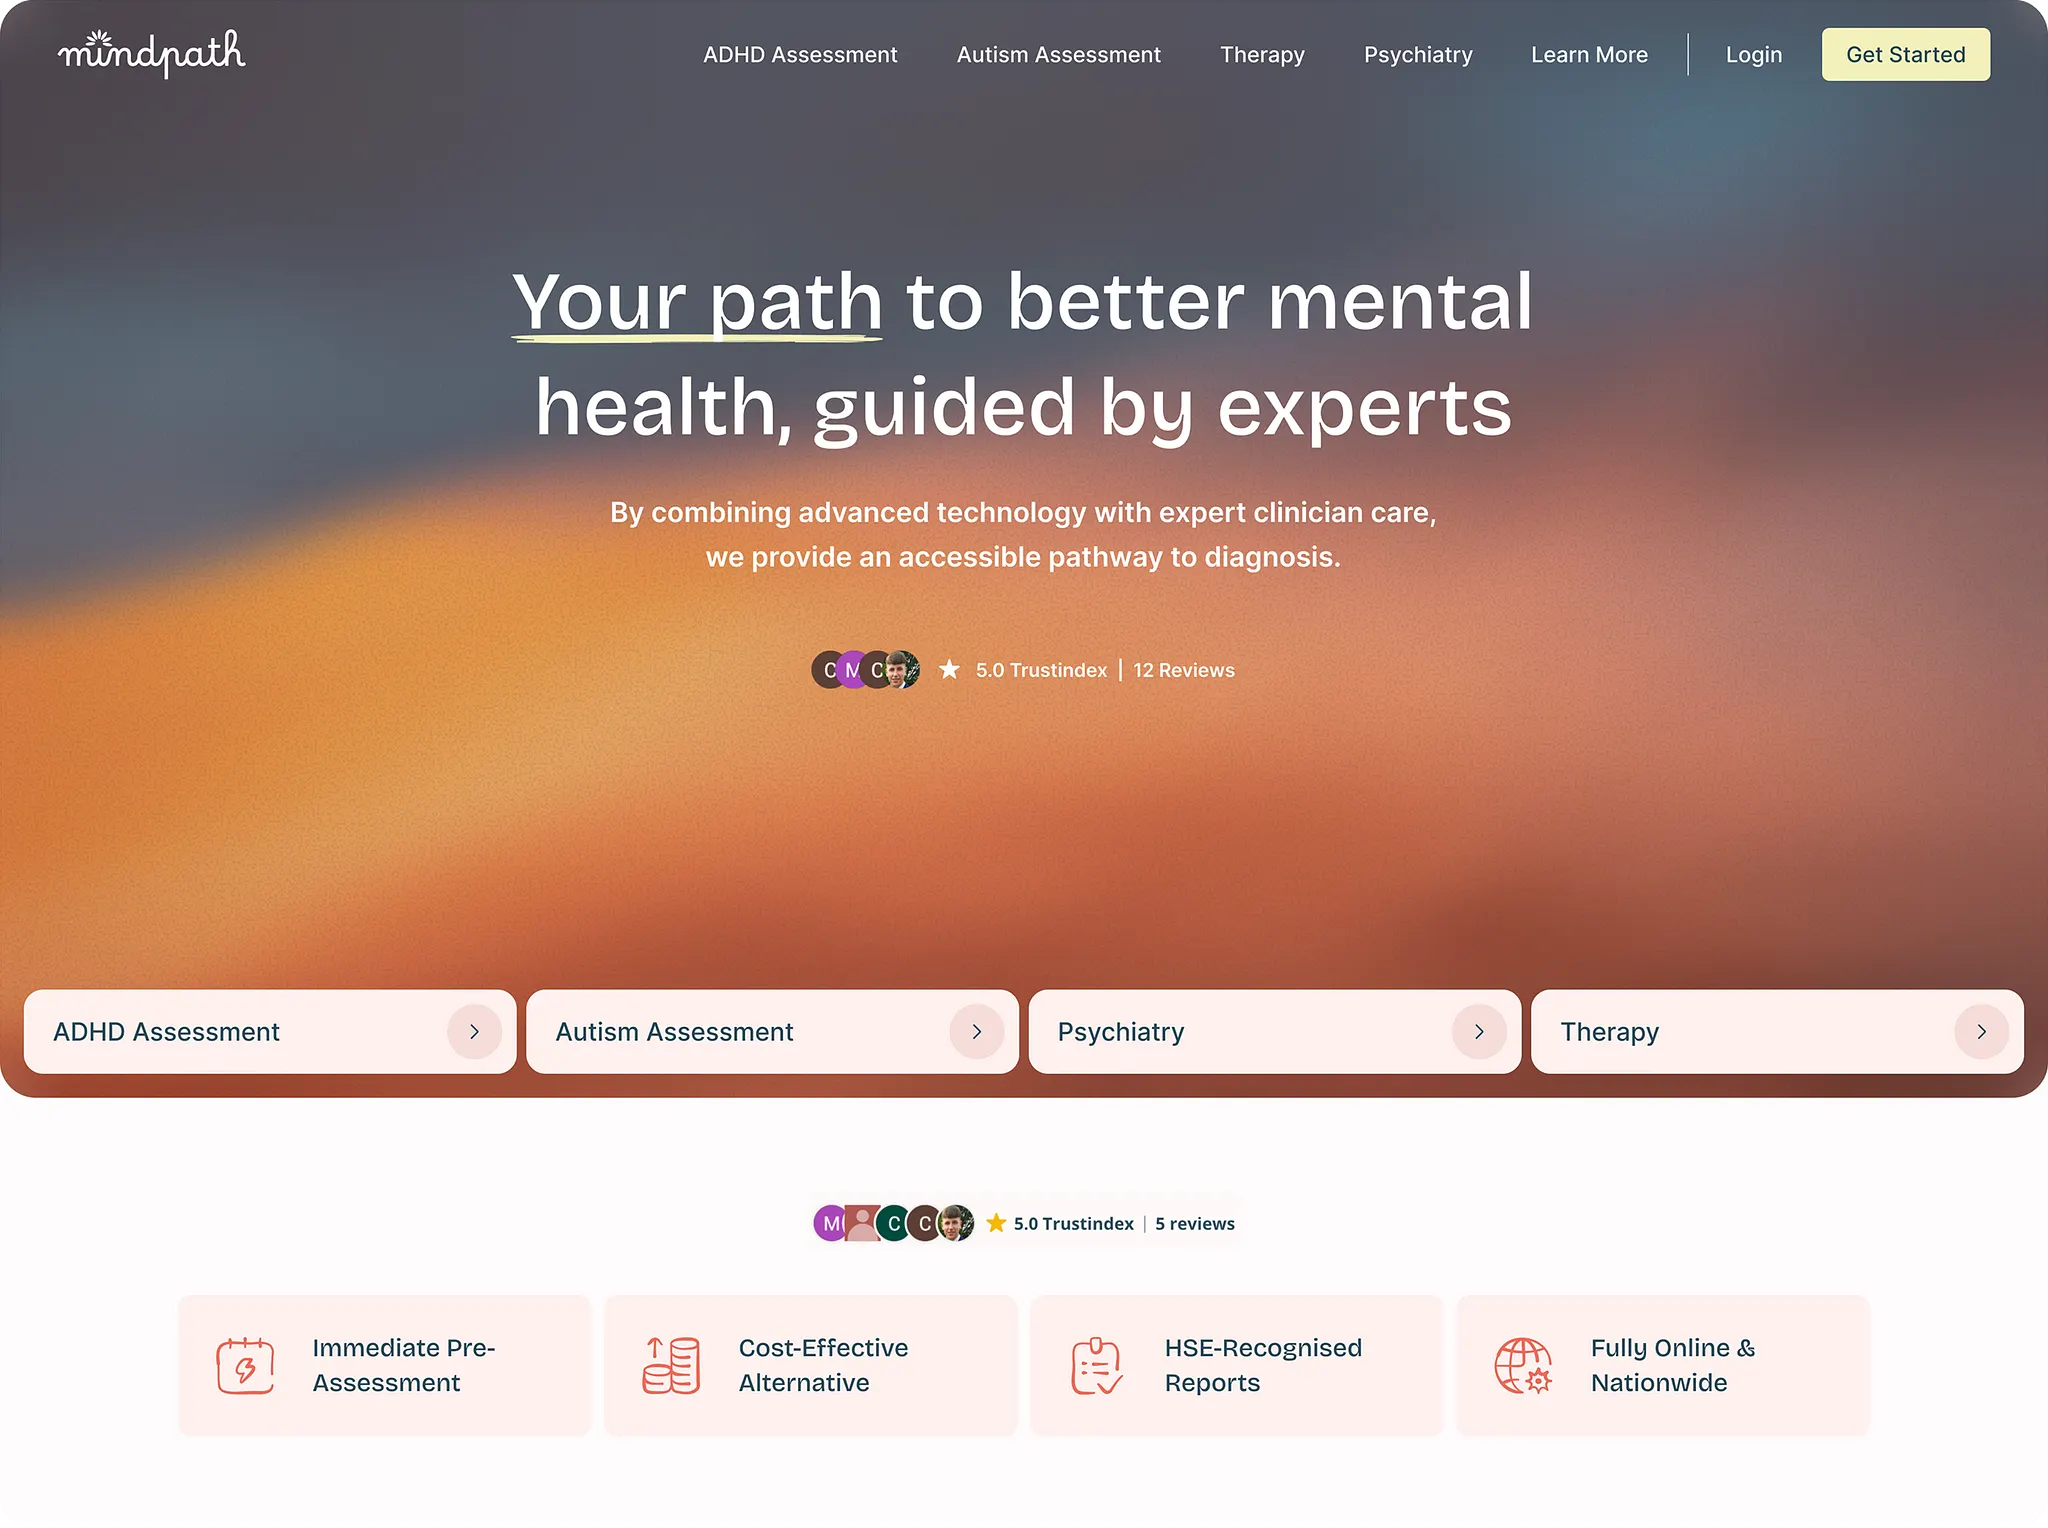 mindpath
ADHD Assessment
Autism Assessment
Therapy
Psychiatry
Learn More
Login
Get Started
Your path to better mental
health, guided by experts
By combining advanced technology with expert clinician care,
we provide an accessible pathway to diagnosis.
C M C 5.0 Trustindex | 12 Reviews
ADHD Assessment
Autism Assessment
Psychiatry
Therapy
M C C 5.0 Trustindex | 5 reviews
Immediate Pre-
Assessment
Cost-Effective
Alternative
HSE-Recognised
Reports
Fully Online &
Nationwide